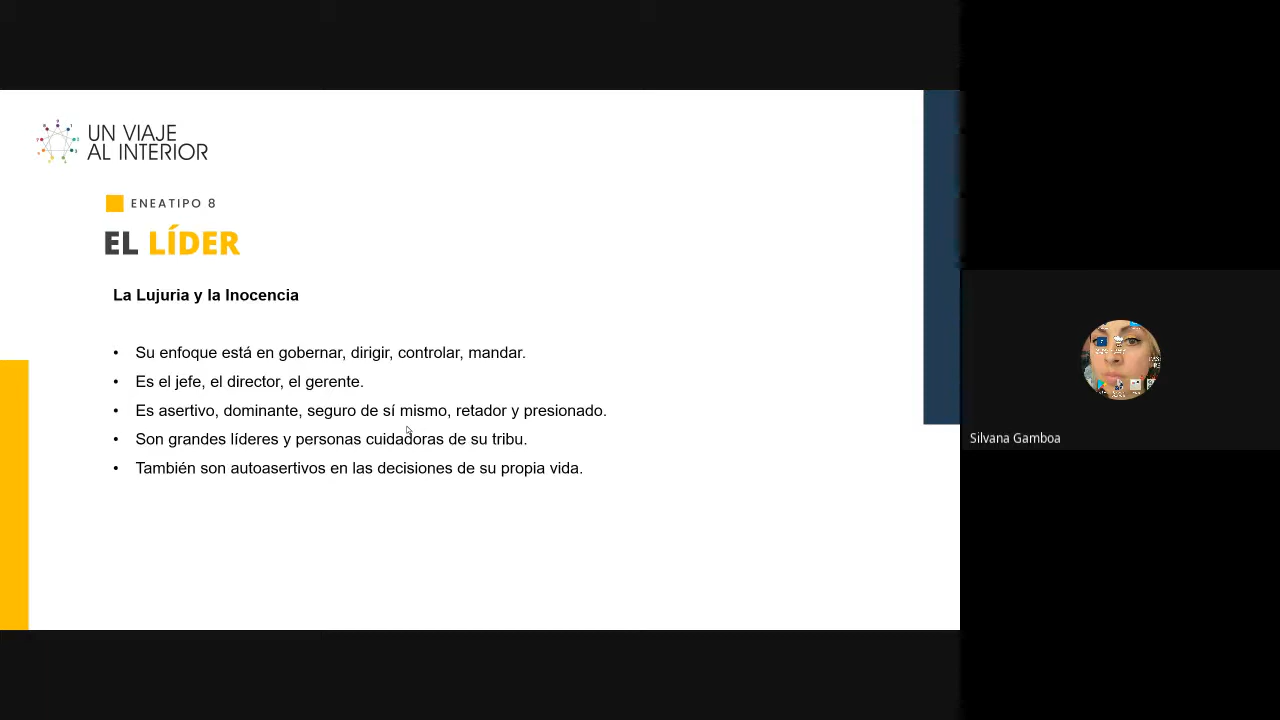 UN VIAJE
AL INTERIOR
ENEATIPO 8
EL LÍDER
La Lujuria y la Inocencia
• Su enfoque está en gobernar, dirigir, controlar, mandar.
• Es el jefe, el director, el gerente.
• Es asertivo, dominante, seguro de sí mismo, retador y presionado.
• Son grandes líderes y personas cuidadoras de su tribu.
• También son autoasertivos en las decisiones de su propia vida.
Silvana Gamboa